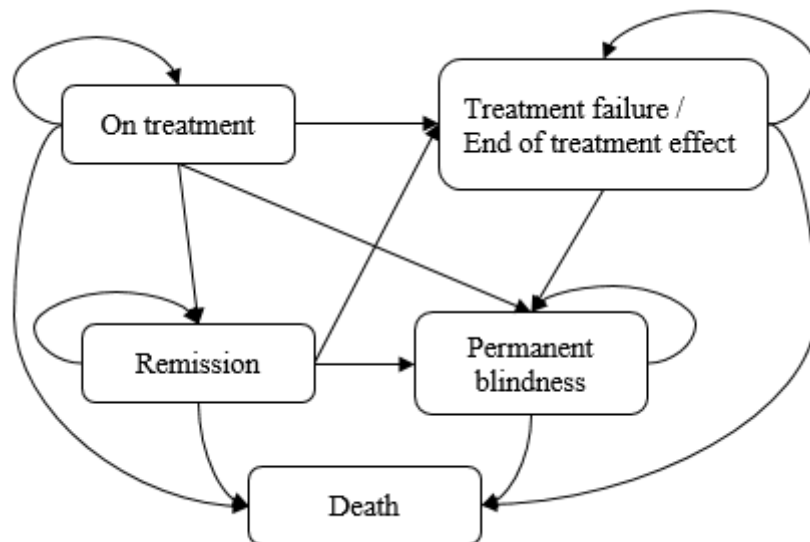 On treatment
Treatment failure /
End of treatment effect
Remission
Permanent
blindness
Death